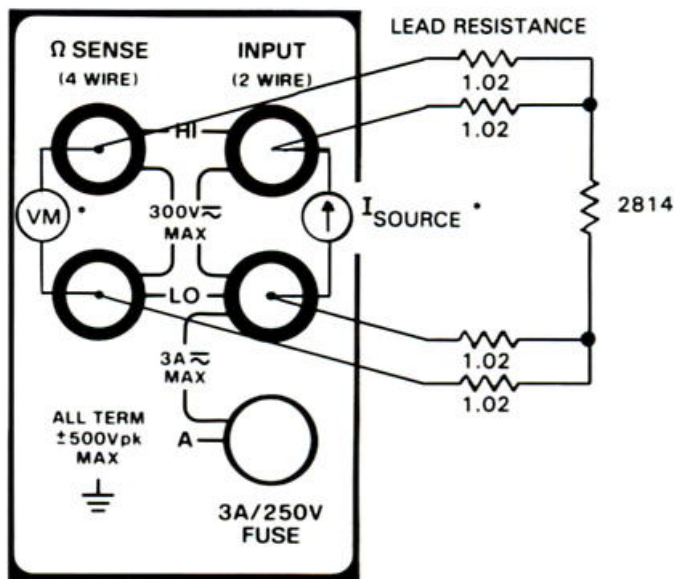 LEAD RESISTANCE
Ω SENSE
(4 WIRE)
INPUT
(2 WIRE)
1.02
1.02
HI
VM *
300V⎓
MAX
I SOURCE *
2814
LO
3A⎓
MAX
1.02
1.02
ALL TERM
±500Vpk
MAX
A
3A/250V
FUSE